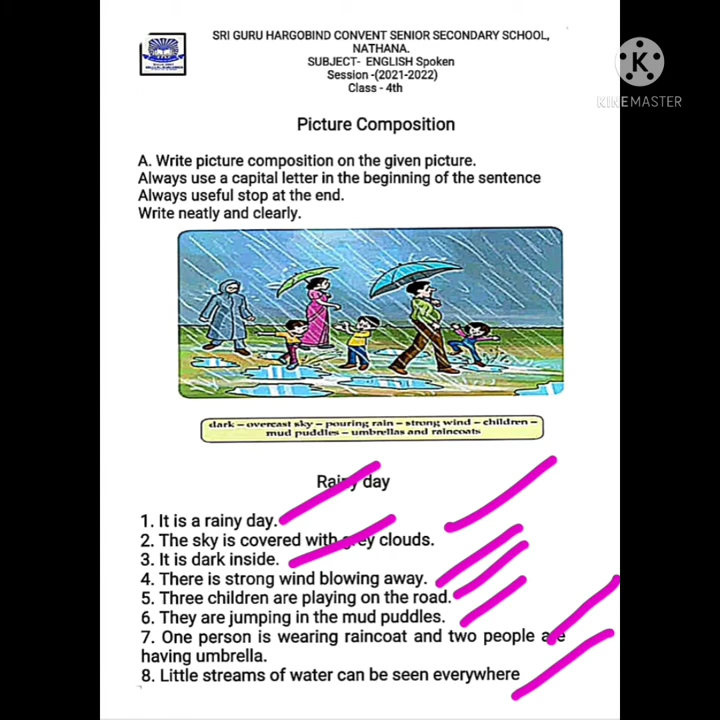 SRI GURU HARGOBIND CONVENT SENIOR SECONDARY SCHOOL,
NATHANA.
SUBJECT- ENGLISH Spoken
Session -(2021-2022)
Class - 4th
K
KINEMASTER
Picture Composition
A. Write picture composition on the given picture.
Always use a capital letter in the beginning of the sentence
Always useful stop at the end.
Write neatly and clearly.
dark – overcast sky – pouring rain – strong wind – children –
mud puddles – umbrellas and raincoats
Rainy day
1. It is a rainy day.
2. The sky is covered with grey clouds.
3. It is dark inside.
4. There is strong wind blowing away.
5. Three children are playing on the road.
6. They are jumping in the mud puddles.
7. One person is wearing raincoat and two people are
having umbrella.
8. Little streams of water can be seen everywhere